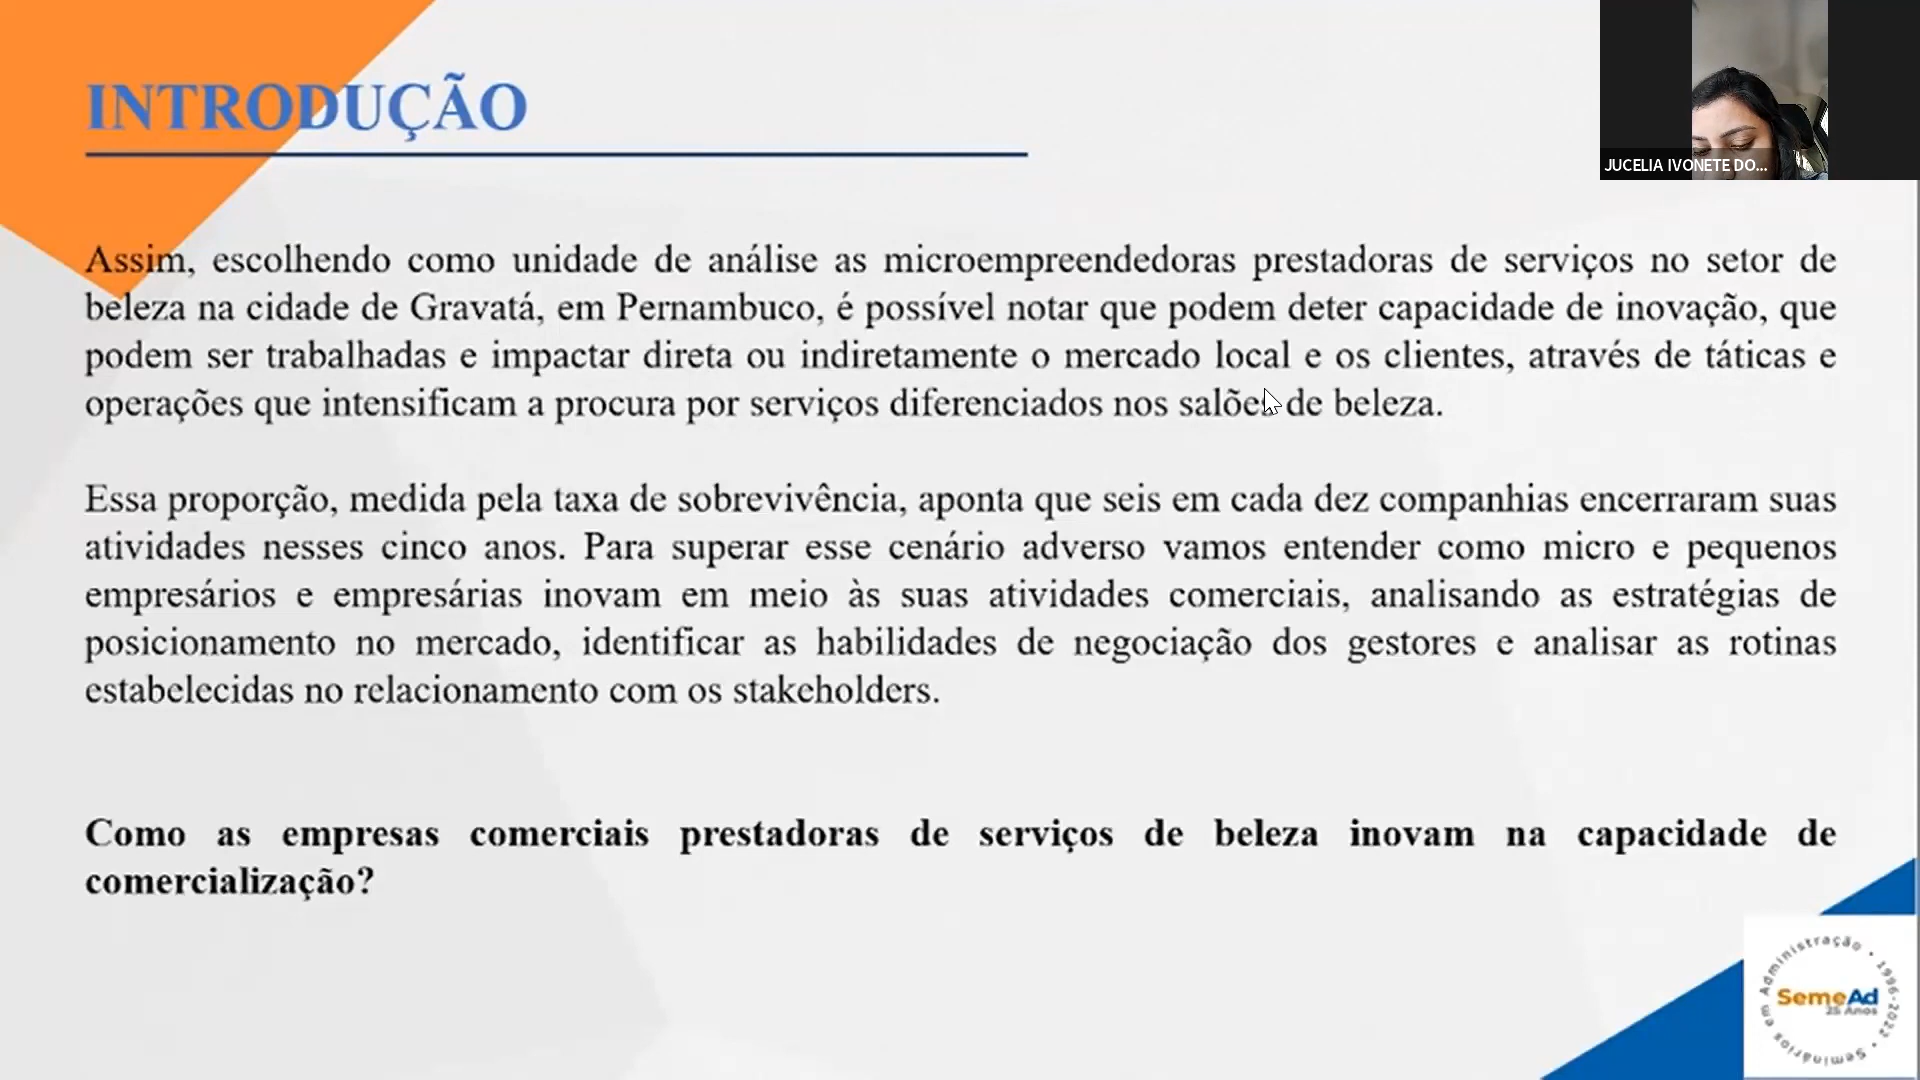 INTRODUÇÃO
JUCELIA IVONETE DO...
Assim, escolhendo como unidade de análise as microempreendedoras prestadoras de serviços no setor de
beleza na cidade de Gravatá, em Pernambuco, é possível notar que podem deter capacidade de inovação, que
podem ser trabalhadas e impactar direta ou indiretamente o mercado local e os clientes, através de táticas e
operações que intensificam a procura por serviços diferenciados nos salões de beleza.
Essa proporção, medida pela taxa de sobrevivência, aponta que seis em cada dez companhias encerraram suas
atividades nesses cinco anos. Para superar esse cenário adverso vamos entender como micro e pequenos
empresários e empresárias inovam em meio às suas atividades comerciais, analisando as estratégias de
posicionamento no mercado, identificar as habilidades de negociação dos gestores e analisar as rotinas
estabelecidas no relacionamento com os stakeholders.
Como as empresas comerciais prestadoras de serviços de beleza inovam na capacidade de
comercialização?
Seminários em Administração • 1996-2022 •
SemeAd
25 Anos